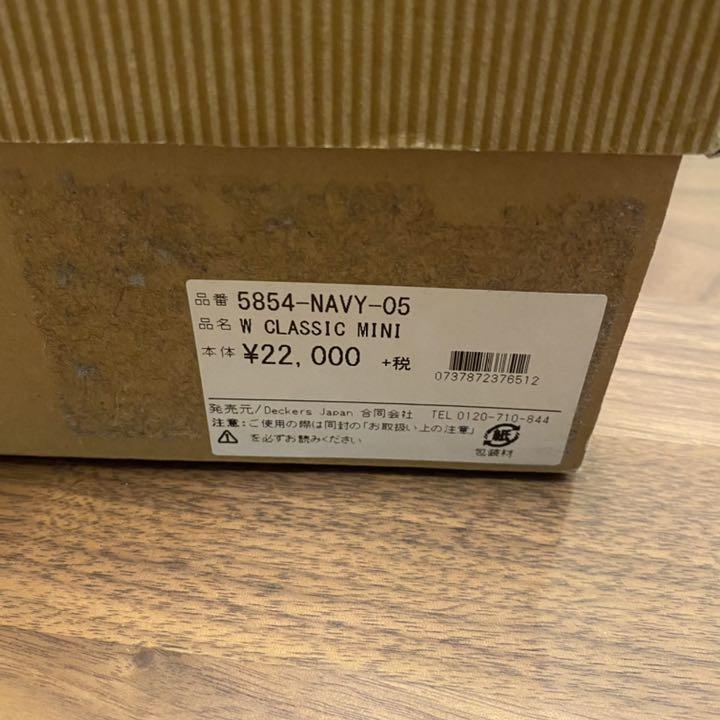 品番 5854-NAVY-05
品名 W CLASSIC MINI
本体 ¥22,000 +税
0737872376512
発売元/Deckers Japan 合同会社 TEL 0120-710-844
注意:ご使用の際は同封の「お取扱い上の注意」
を必ずお読みください
紙
包装材